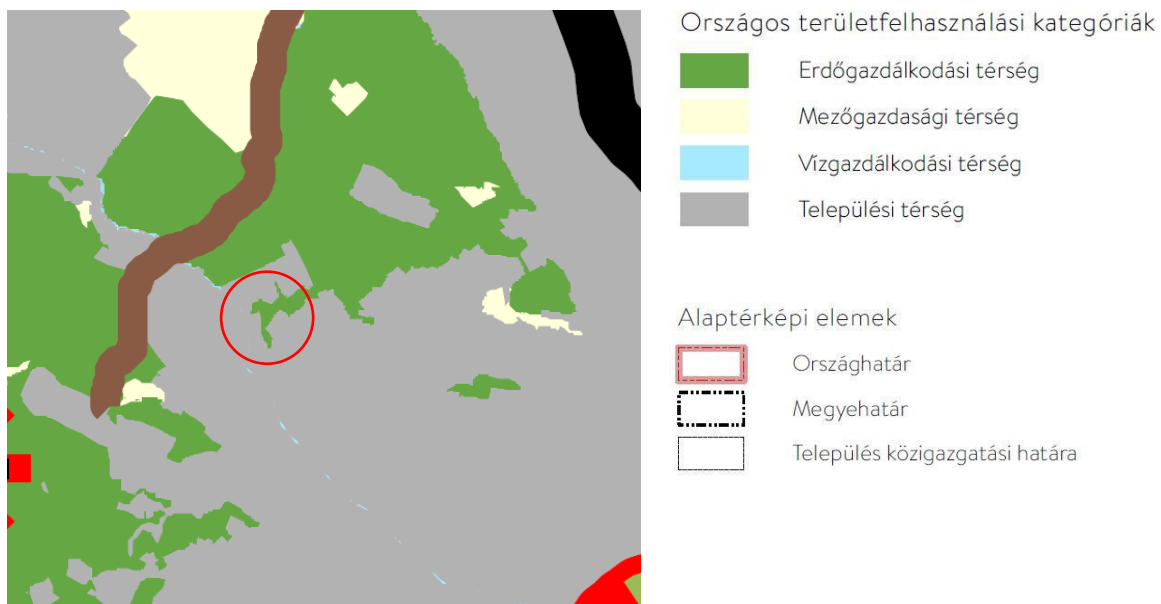 Országos területfelhasználási kategóriák
Erdőgazdálkodási térség
Mezőgazdasági térség
Vízgazdálkodási térség
Települési térség
Alaptérképi elemek
Országhatár
Megyehatár
Település közigazgatási határa